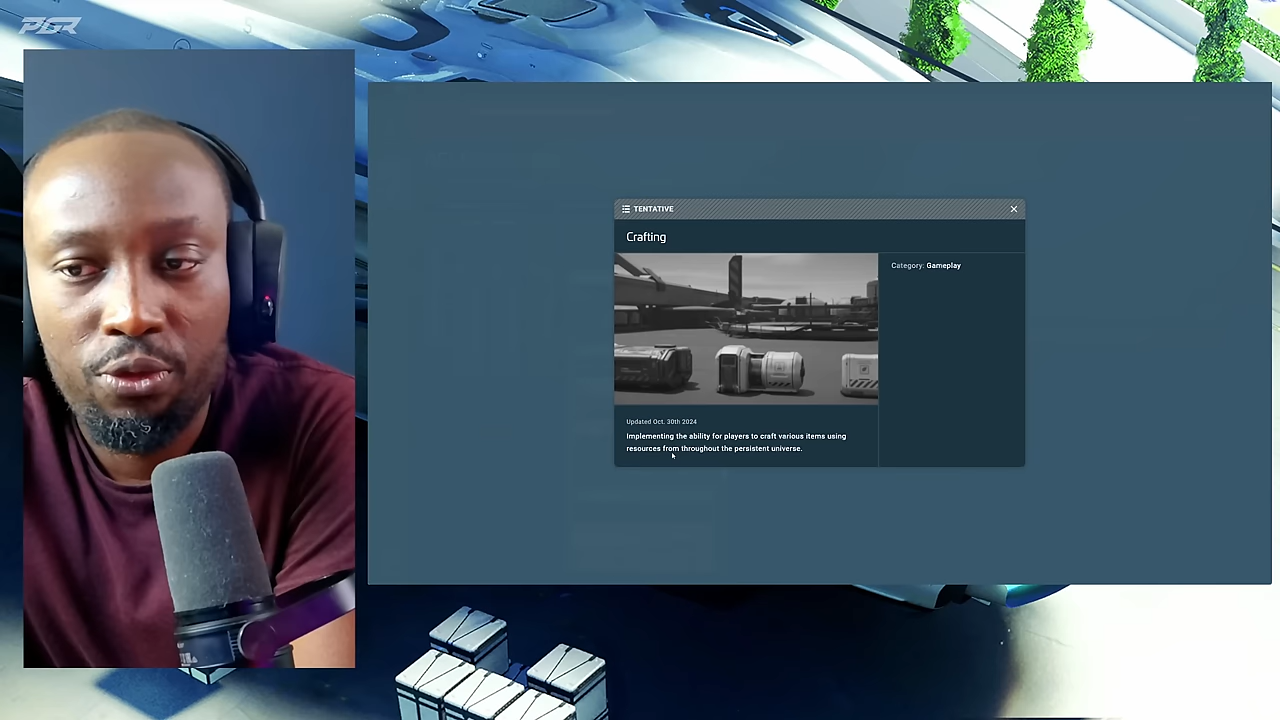 PGR
TENTATIVE
Crafting
Category: Gameplay
Updated Oct. 30th 2024
Implementing the ability for players to craft various items using
resources from throughout the persistent universe.